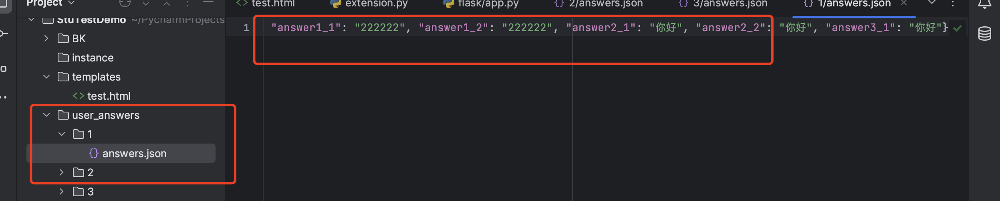 Project
test.html
extension.py
flask/app.py
2/answers.json
3/answers.json
1/answers.json
StuTestDemo ~/PycharmProjects
BK
instance
templates
test.html
user_answers
1
answers.json
2
3
1 "answer1_1": "222222", "answer1_2": "222222", "answer2_1": "你好", "answer2_2": "你好", "answer3_1": "你好"}